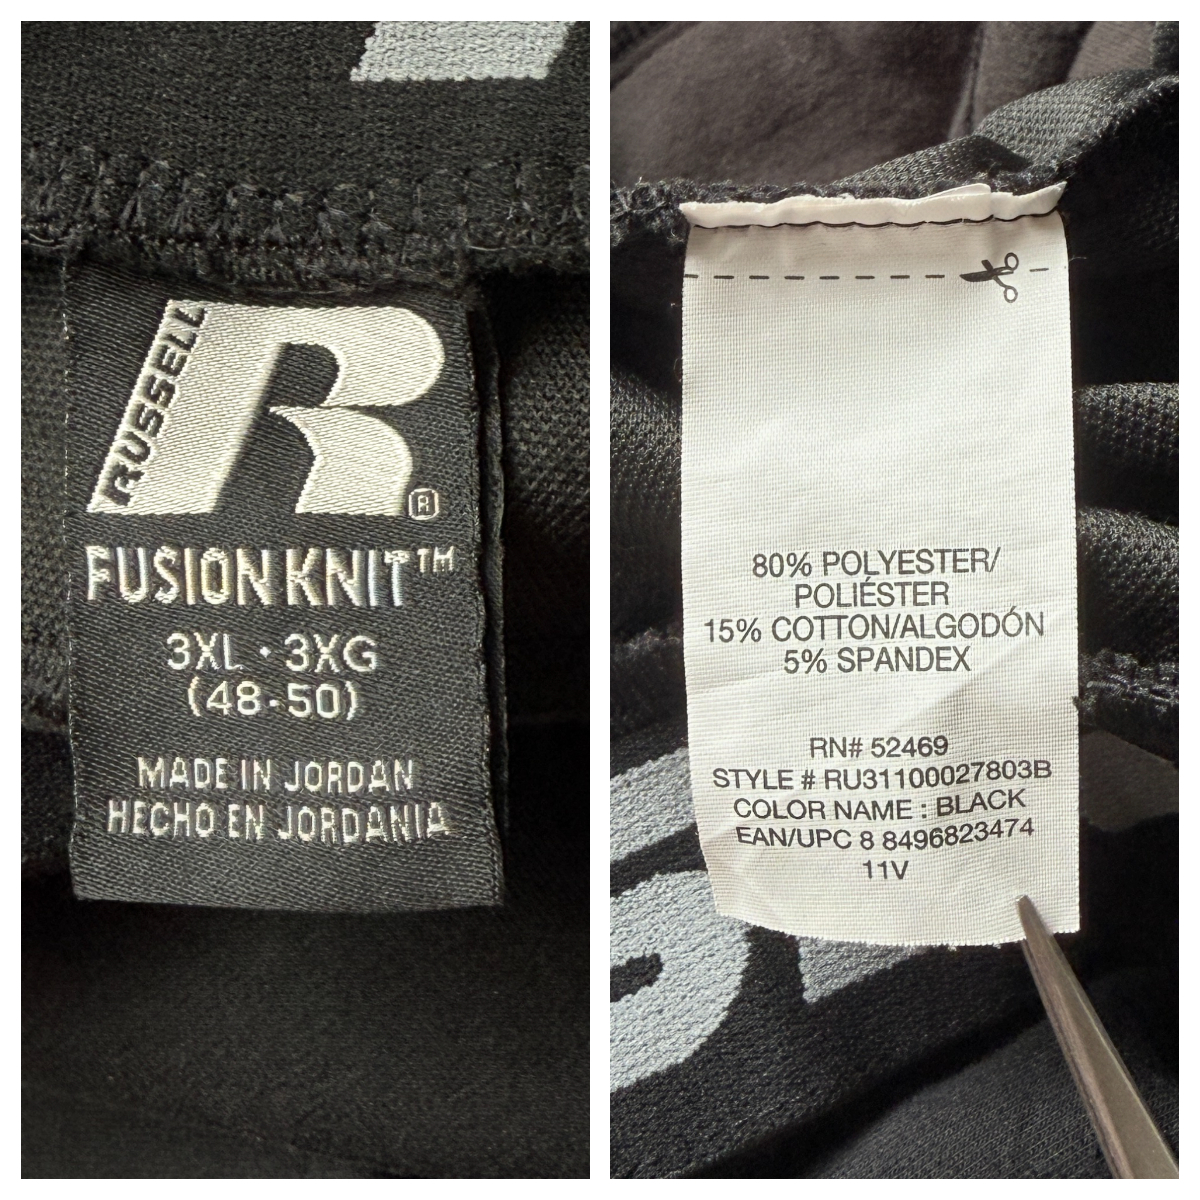 RUSSELL
R
®
FUSION KNIT™
3XL • 3XG
(48-50)
MADE IN JORDAN
HECHO EN JORDANIA
80% POLYESTER/
POLIÉSTER
15% COTTON/ALGODÓN
5% SPANDEX
RN# 52469
STYLE # RU31100027803B
COLOR NAME : BLACK
EAN/UPC 8 8496823474
11V